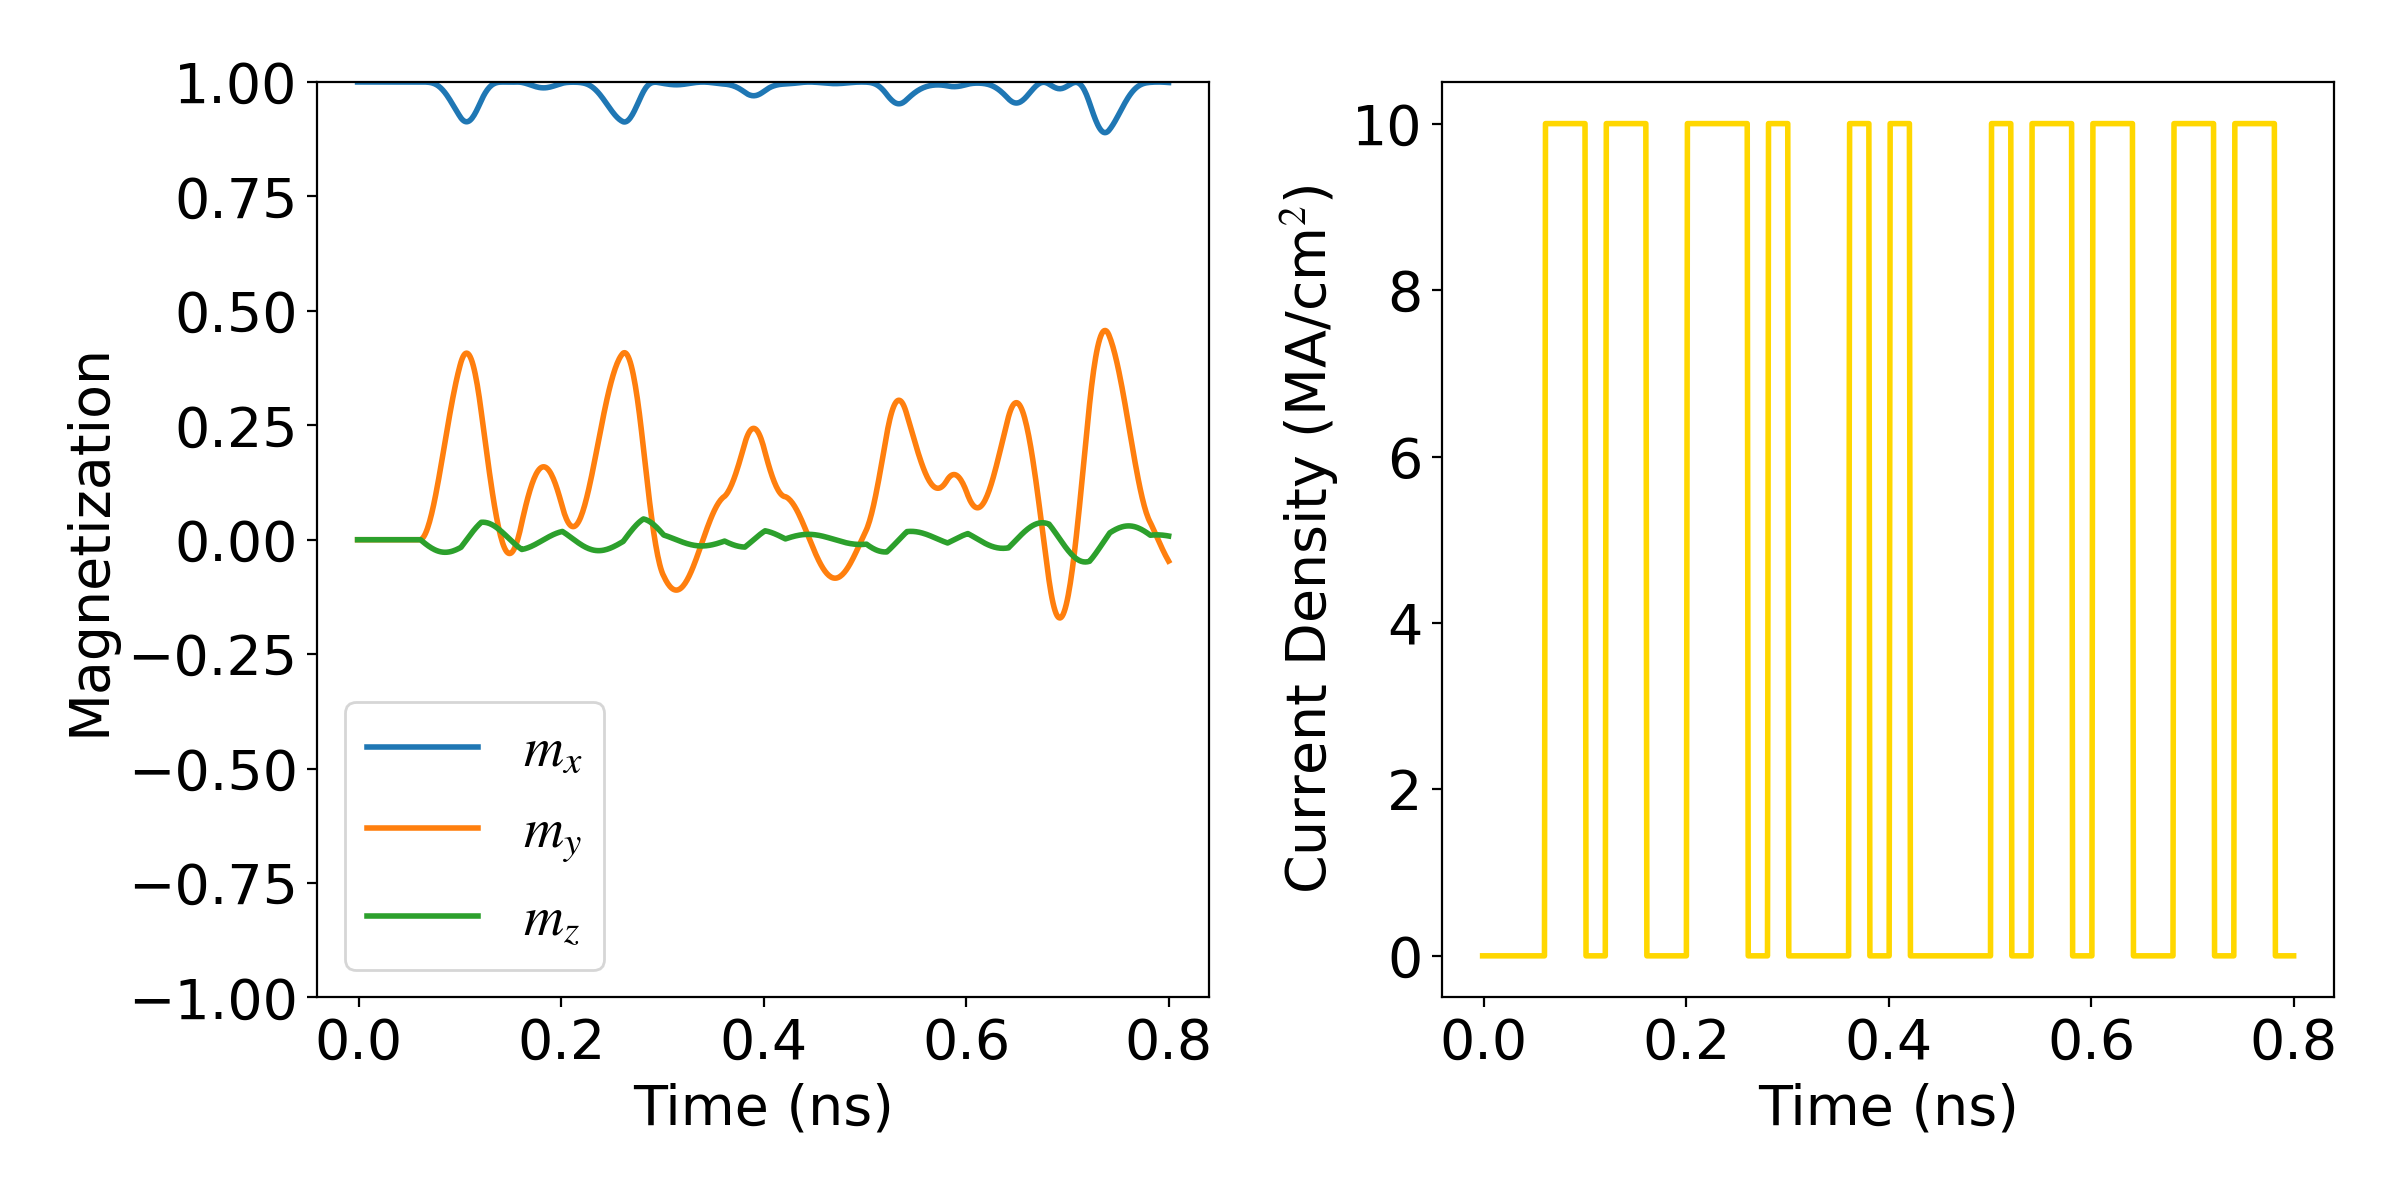 Magnetization
1.00
0.75
0.50
0.25
0.00
−0.25
−0.50
−0.75
−1.00
m_x
m_y
m_z
0.0 0.2 0.4 0.6 0.8
Time (ns)
Current Density (MA/cm²)
10
8
6
4
2
0
0.0 0.2 0.4 0.6 0.8
Time (ns)